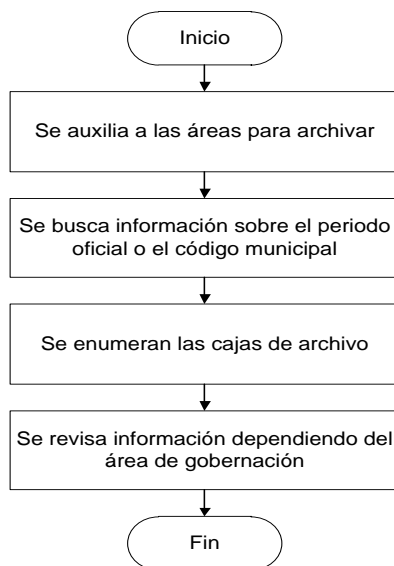 Inicio
Se auxilia a las áreas para archivar
Se busca información sobre el periodo
oficial o el código municipal
Se enumeran las cajas de archivo
Se revisa información dependiendo del
área de gobernación
Fin